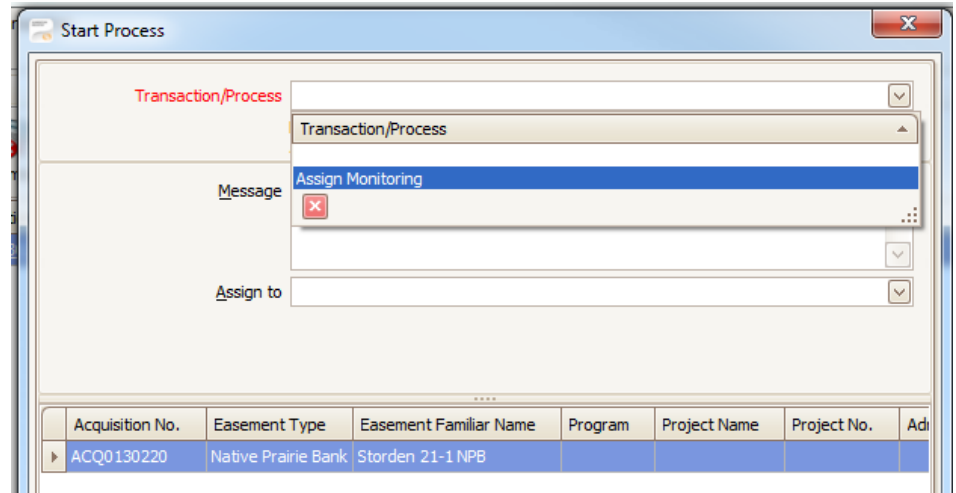 Start Process
Transaction/Process
Transaction/Process
Assign Monitoring
Message
Assign to
Acquisition No. Easement Type Easement Familiar Name Program Project Name Project No.
ACQ0130220 Native Prairie Bank Storden 21-1 NPB